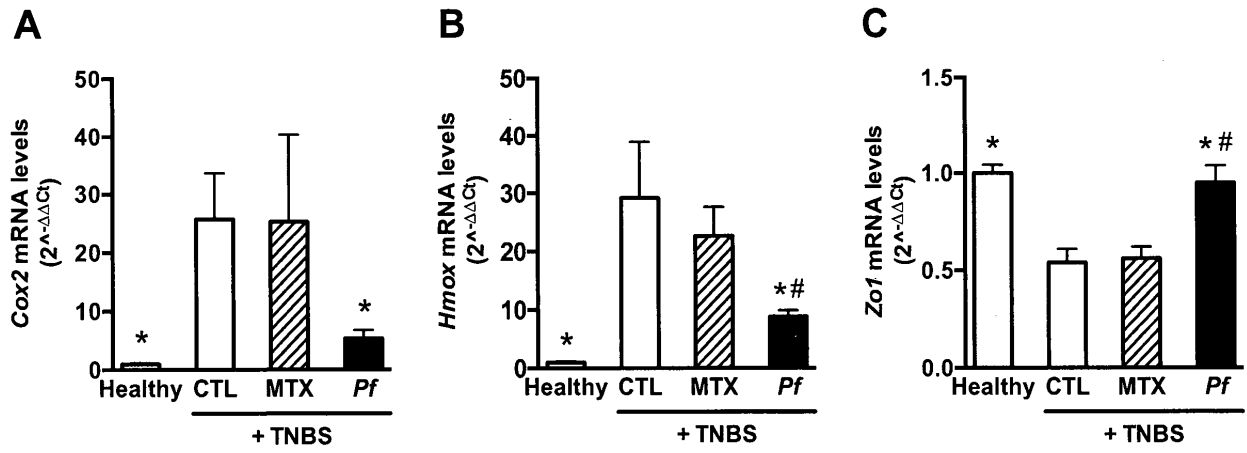 A
Cox2 mRNA levels
(2^-ΔΔCt)
50
40
30
20
10
0
*
*
Healthy CTL MTX Pf
+ TNBS
B
Hmox mRNA levels
(2^-ΔΔCt)
50
40
30
20
10
0
*
*#
Healthy CTL MTX Pf
+ TNBS
C
Zo1 mRNA levels
(2^-ΔΔCt)
1.5
1.0
0.5
0.0
*
*#
Healthy CTL MTX Pf
+ TNBS